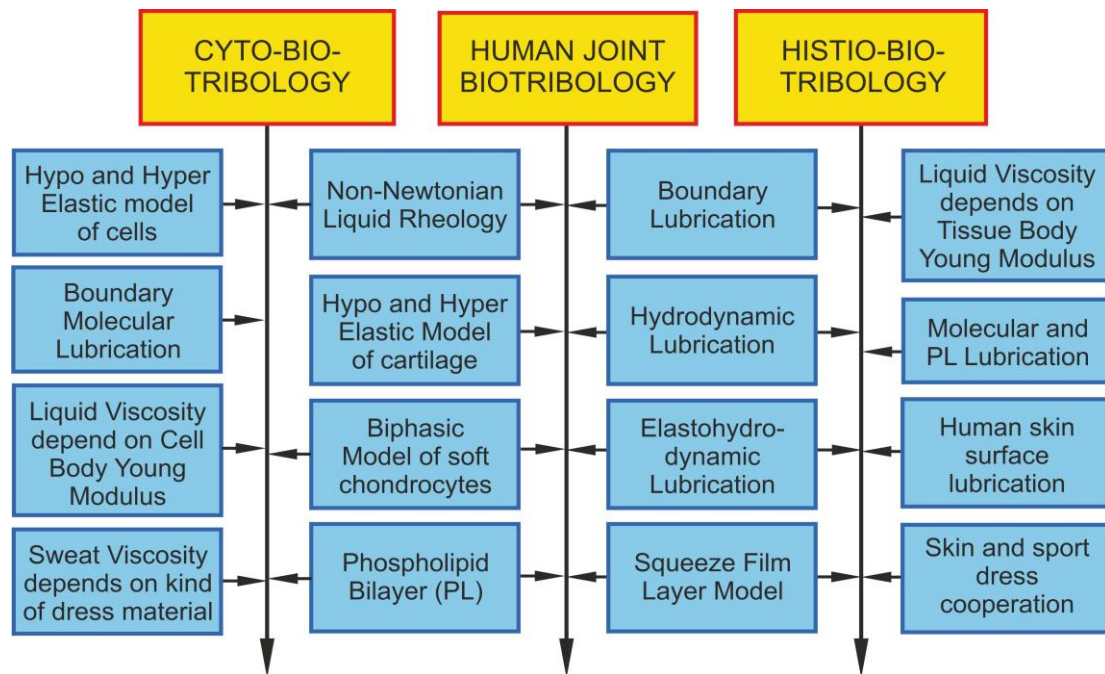 CYTO-BIO-
TRIBOLOGY
HUMAN JOINT
BIOTRIBOLOGY
HISTIO-BIO-
TRIBOLOGY
Hypo and Hyper
Elastic model
of cells
Non-Newtonian
Liquid Rheology
Boundary
Lubrication
Liquid Viscosity
depends on
Tissue Body
Young Modulus
Boundary
Molecular
Lubrication
Hypo and Hyper
Elastic Model
of cartilage
Hydrodynamic
Lubrication
Molecular and
PL Lubrication
Liquid Viscosity
depend on Cell
Body Young
Modulus
Biphasic
Model of soft
chondrocytes
Elastohydro-
dynamic
Lubrication
Human skin
surface
lubrication
Sweat Viscosity
depends on kind
of dress material
Phospholipid
Bilayer (PL)
Squeeze Film
Layer Model
Skin and sport
dress
cooperation